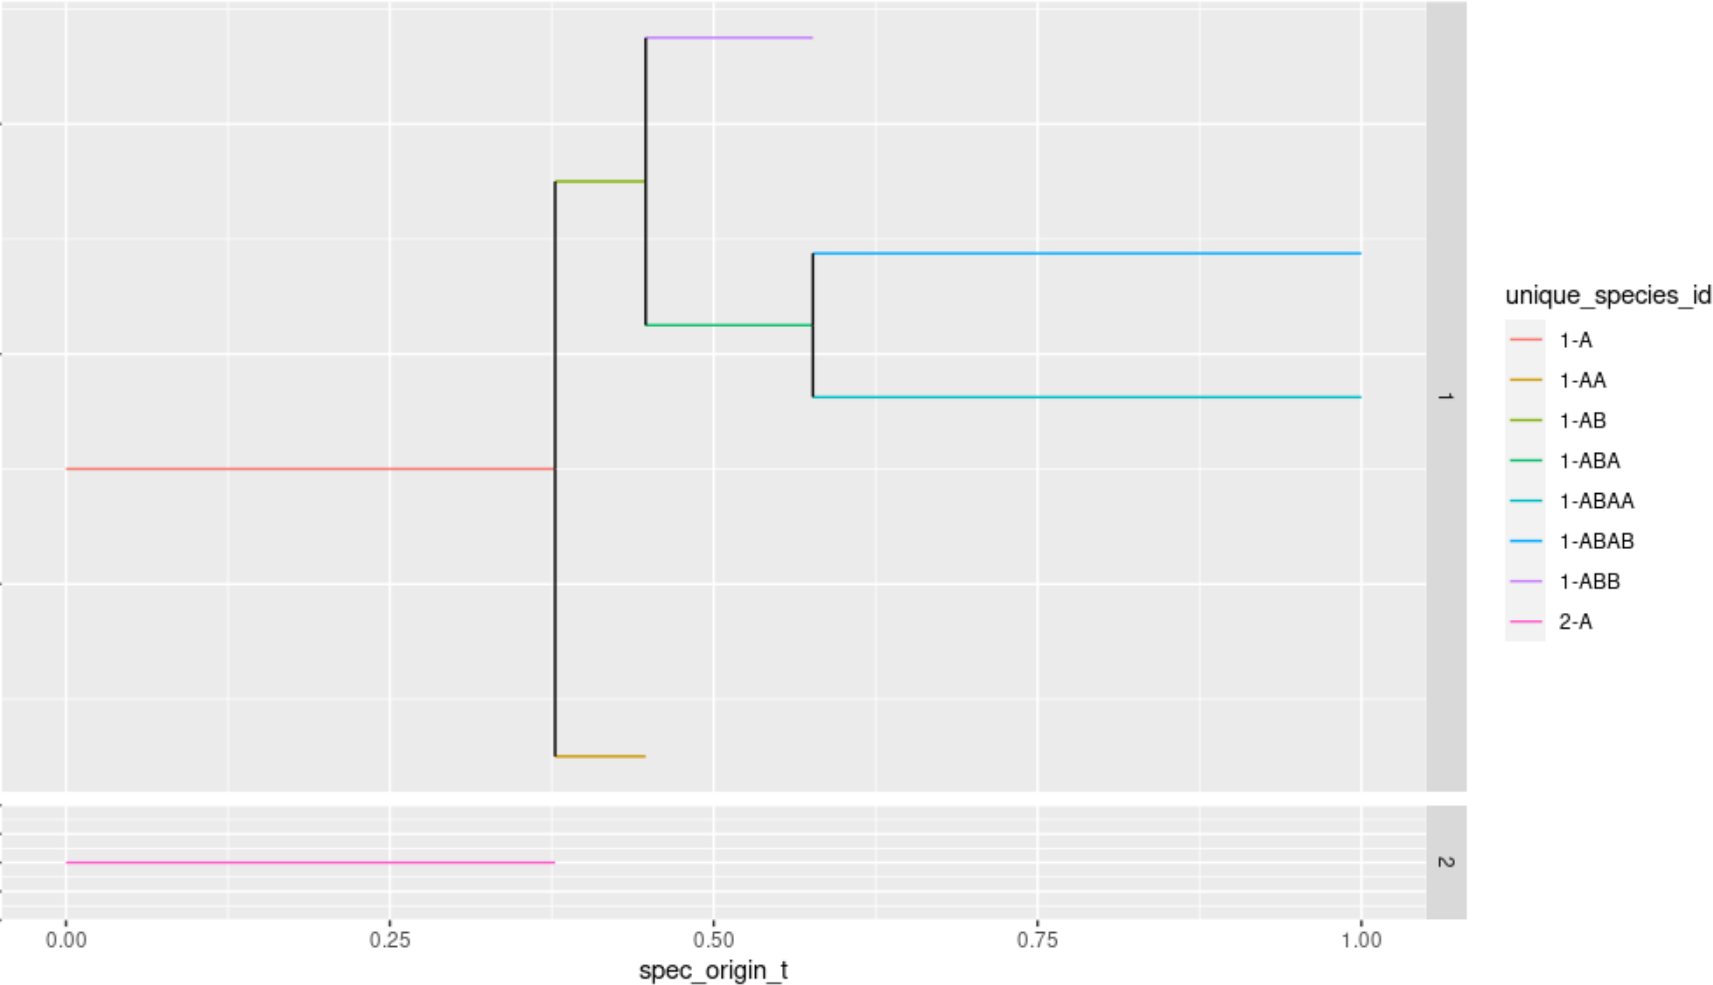 1
2
0.00 0.25 0.50 0.75 1.00
spec_origin_t
unique_species_id
1-A
1-AA
1-AB
1-ABA
1-ABAA
1-ABAB
1-ABB
2-A